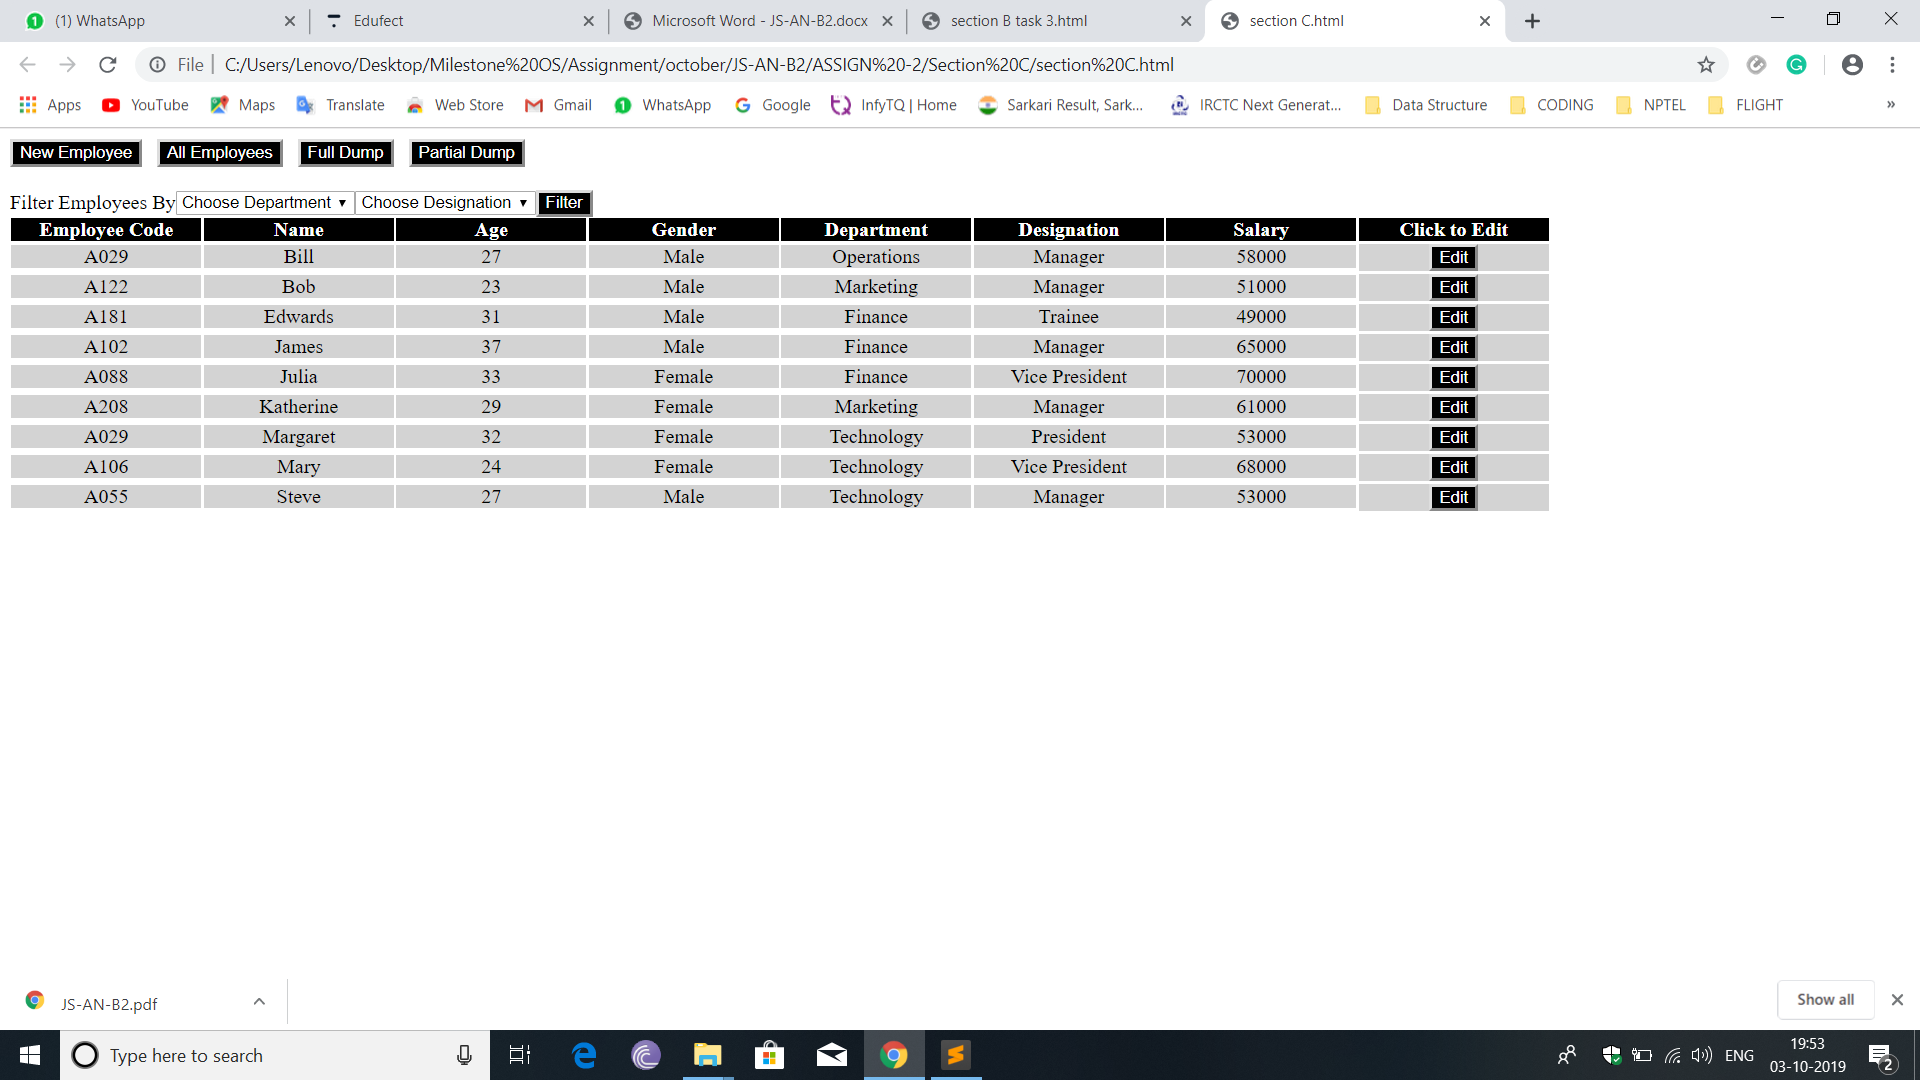 (1) WhatsApp
Edufect
Microsoft Word - JS-AN-B2.docx
section B task 3.html
section C.html
File | C:/Users/Lenovo/Desktop/Milestone%20OS/Assignment/october/JS-AN-B2/ASSIGN%20-2/Section%20C/section%20C.html
Apps YouTube Maps Translate Web Store Gmail WhatsApp Google InfyTQ | Home Sarkari Result, Sark... IRCTC Next Generat... Data Structure CODING NPTEL FLIGHT »
New Employee All Employees Full Dump Partial Dump
Filter Employees By Choose Department Choose Designation Filter
Employee Code Name Age Gender Department Designation Salary Click to Edit
A029 Bill 27 Male Operations Manager 58000 Edit
A122 Bob 23 Male Marketing Manager 51000 Edit
A181 Edwards 31 Male Finance Trainee 49000 Edit
A102 James 37 Male Finance Manager 65000 Edit
A088 Julia 33 Female Finance Vice President 70000 Edit
A208 Katherine 29 Female Marketing Manager 61000 Edit
A029 Margaret 32 Female Technology President 53000 Edit
A106 Mary 24 Female Technology Vice President 68000 Edit
A055 Steve 27 Male Technology Manager 53000 Edit
JS-AN-B2.pdf
Show all
Type here to search
ENG
19:53
03-10-2019
2